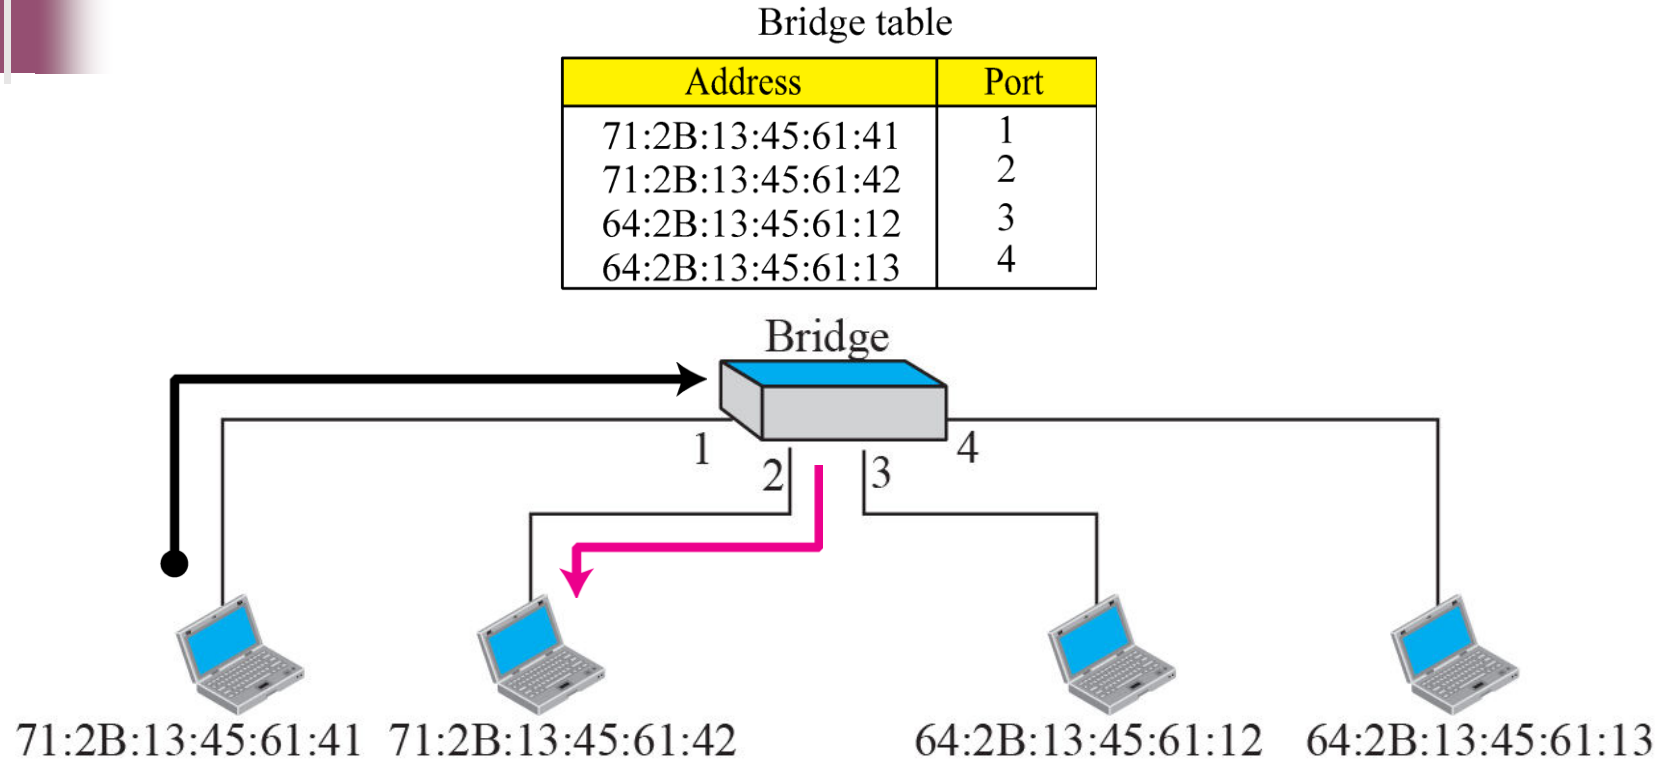 Bridge table
Address Port
71:2B:13:45:61:41 1
71:2B:13:45:61:42 2
64:2B:13:45:61:12 3
64:2B:13:45:61:13 4
Bridge
1 2 3 4
71:2B:13:45:61:41 71:2B:13:45:61:42 64:2B:13:45:61:12 64:2B:13:45:61:13